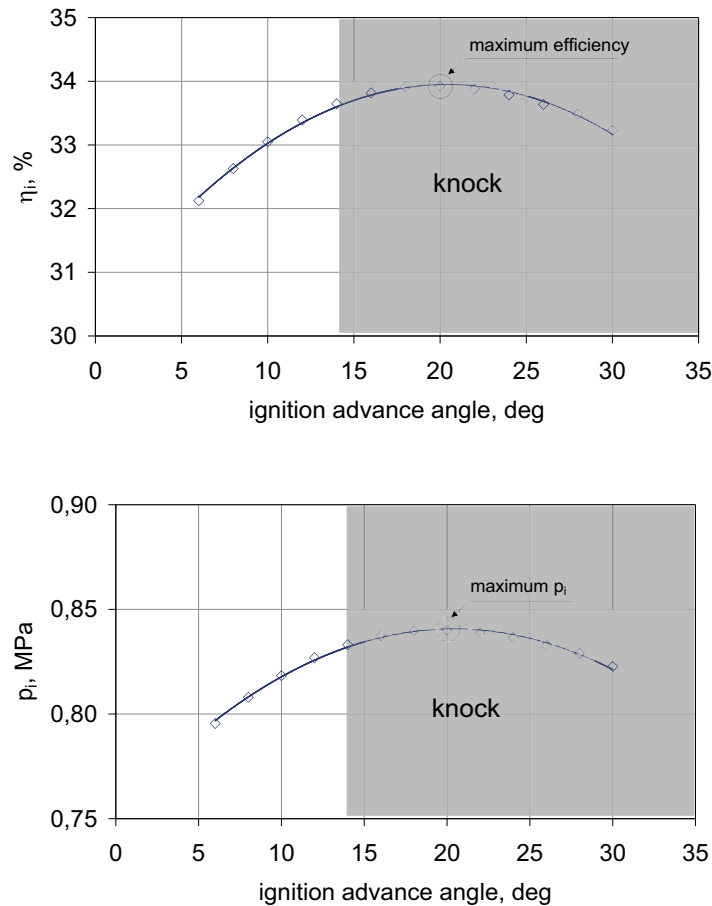 35
34
33
32
31
30
ηi, %
maximum efficiency
knock
0 5 10 15 20 25 30 35
ignition advance angle, deg
0,90
0,85
0,80
0,75
pi, MPa
maximum pi
knock
0 5 10 15 20 25 30 35
ignition advance angle, deg